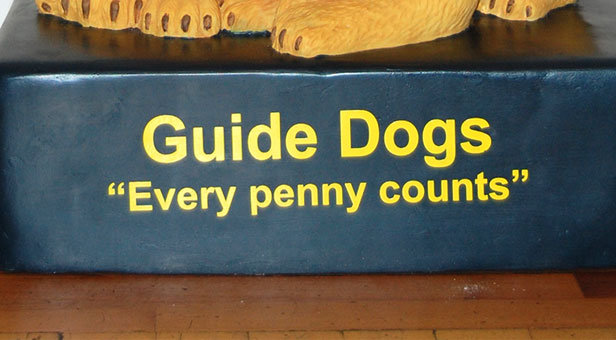 Guide Dogs
“Every penny counts”